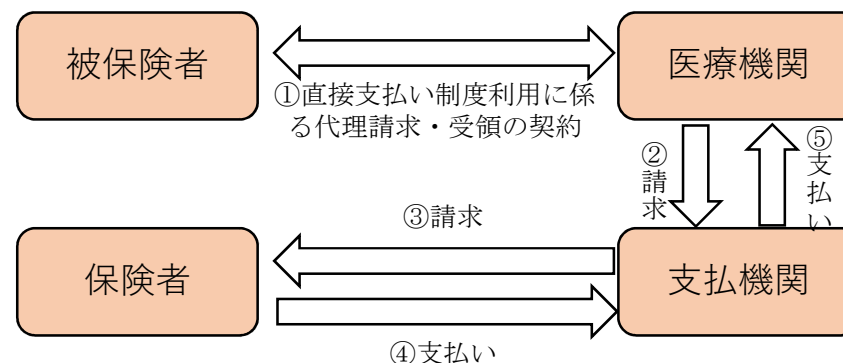 被保険者
医療機関
①直接支払い制度利用に係
る代理請求・受領の契約
②請求
⑤支払い
③請求
保険者
支払機関
④支払い